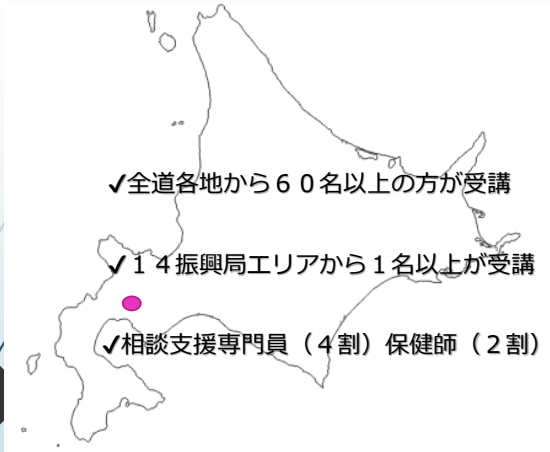 ✓全道各地から６０名以上の方が受講
✓１４振興局エリアから１名以上が受講
✓相談支援専門員（４割）保健師（２割）